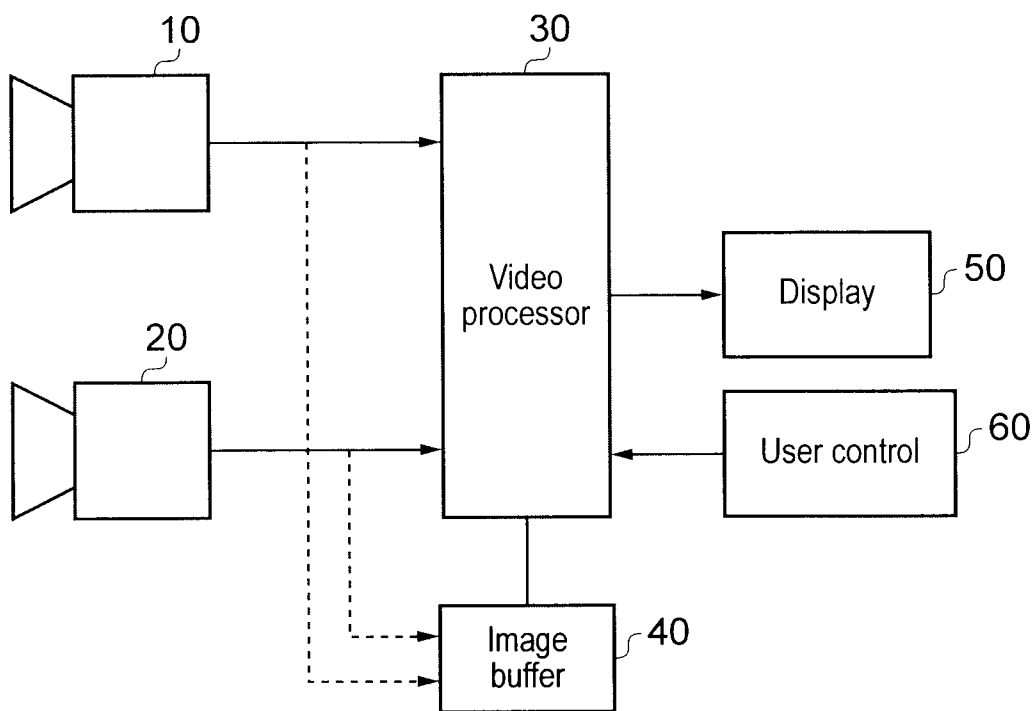 10
30
Video
processor
Display
50
20
User control
60
Image
buffer
40